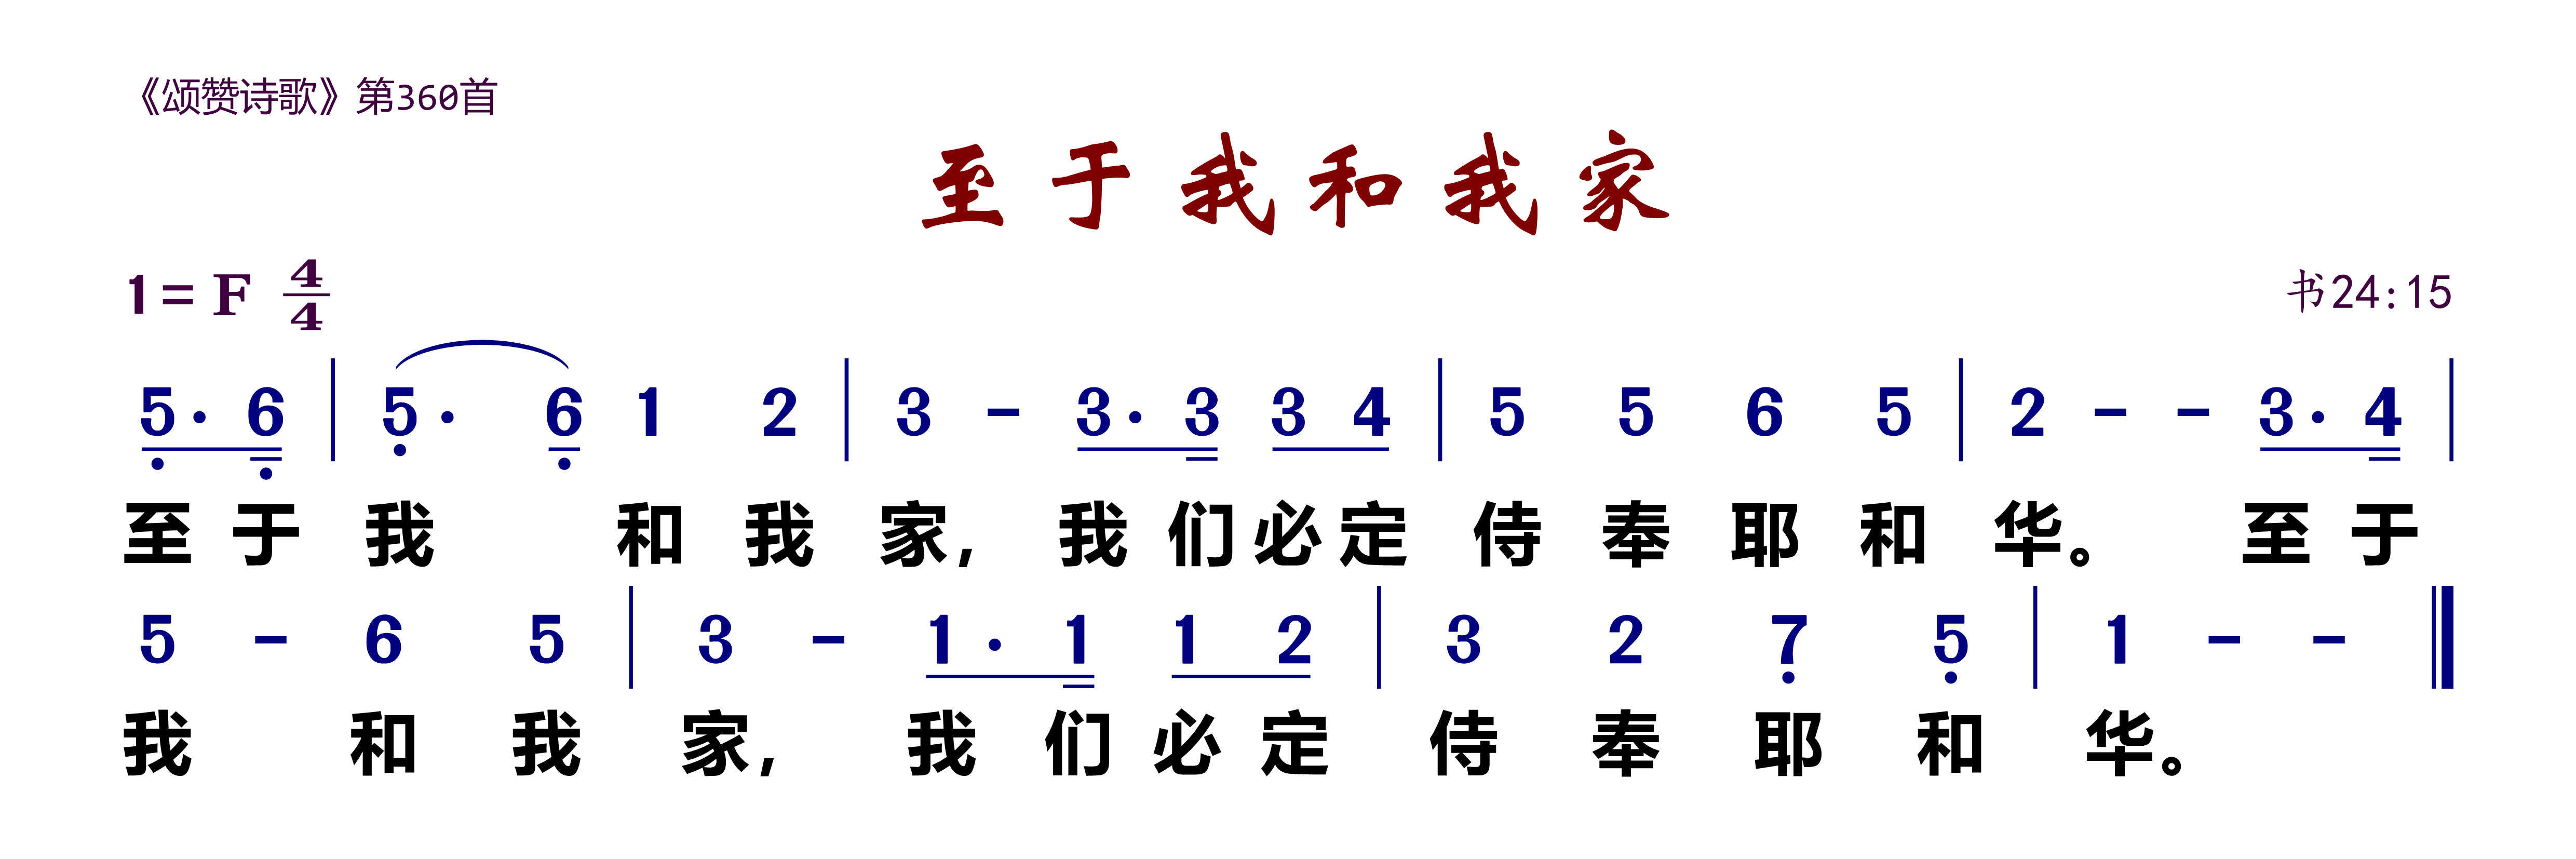 《颂赞诗歌》第360首
至于我和我家
1= F 4/4
书24:15
5· 6 | 5· 6 1 2 | 3 - 3· 3 3 4 | 5 5 6 5 | 2 - - 3· 4 |
至于我和我家，我们必定侍奉耶和华。至于
5 - 6 5 | 3 - 1· 1 1 2 | 3 2 7 5 | 1 - - ‖
我和我家，我们必定侍奉耶和华。